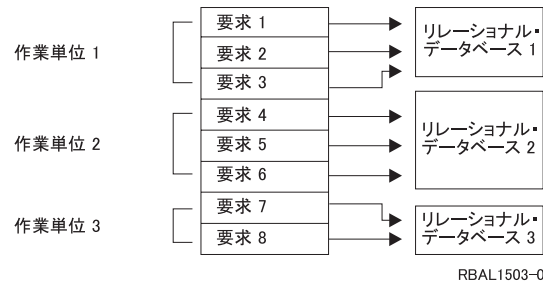 作業単位 1
要求 1
要求 2
要求 3
リレーショナル・
データベース 1
作業単位 2
要求 4
要求 5
要求 6
リレーショナル・
データベース 2
作業単位 3
要求 7
要求 8
リレーショナル・
データベース 3
RBAL1503-0